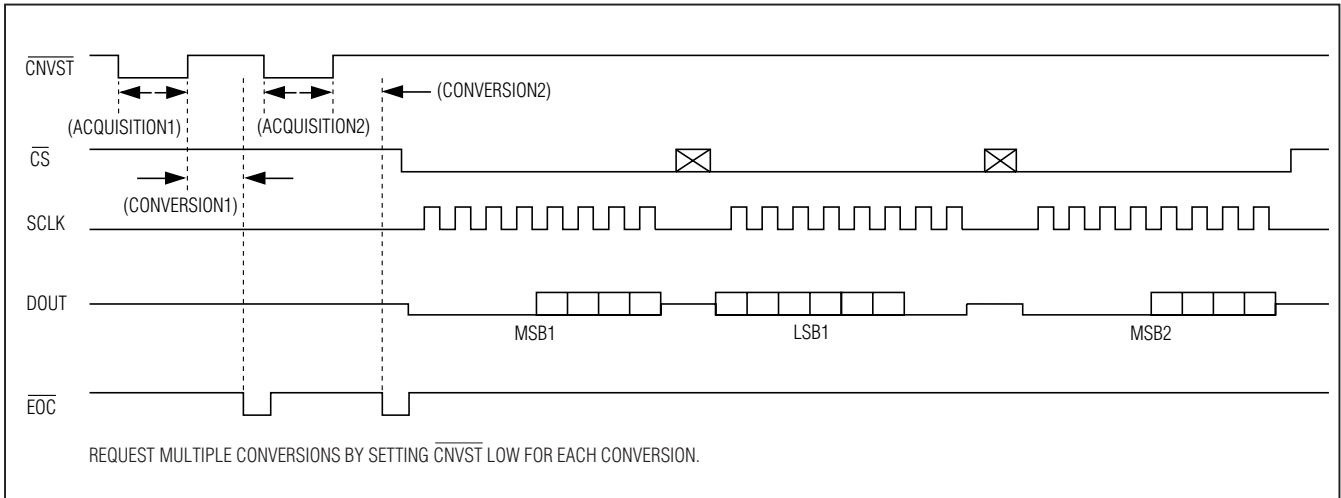 CNVST
(CONVERSION2)
(ACQUISITION1)
(ACQUISITION2)
CS
(CONVERSION1)
SCLK
DOUT
MSB1
LSB1
MSB2
EOC
REQUEST MULTIPLE CONVERSIONS BY SETTING CNVST LOW FOR EACH CONVERSION.